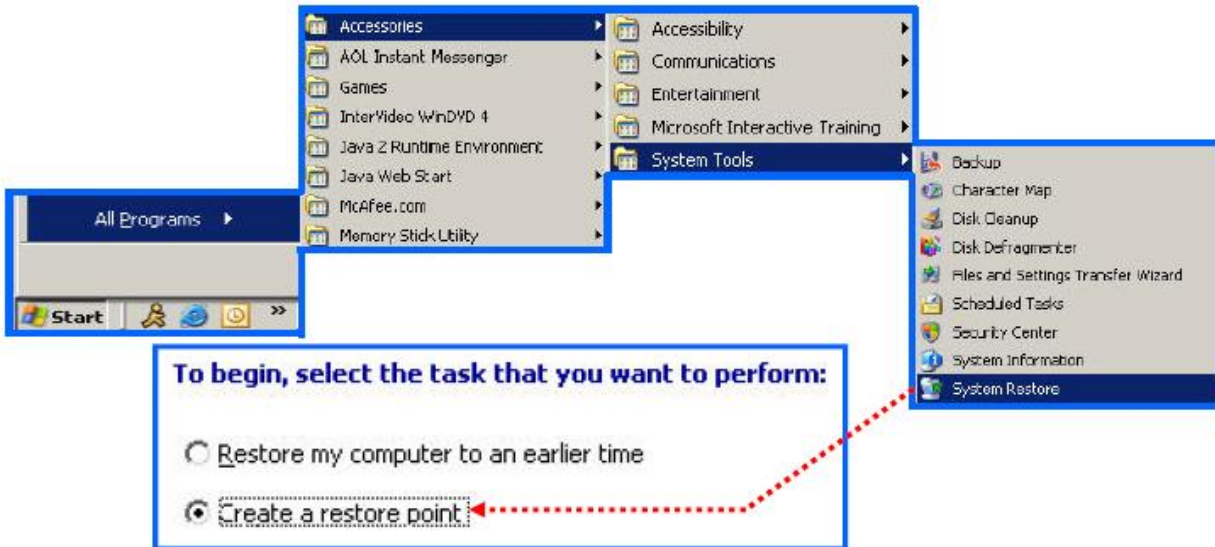 Accessories
AOL Instant Messenger
Games
InterVideo WinDVD 4
Java 2 Runtime Environment
Java Web Start
McAfee.com
Memory Stick Utility
Accessibility
Communications
Entertainment
Microsoft Interactive Training
System Tools
Backup
Character Map
Disk Cleanup
Disk Defragmenter
Files and Settings Transfer Wizard
Scheduled Tasks
Security Center
System Information
System Restore
All Programs
Start
»
To begin, select the task that you want to perform:
Restore my computer to an earlier time
Create a restore point